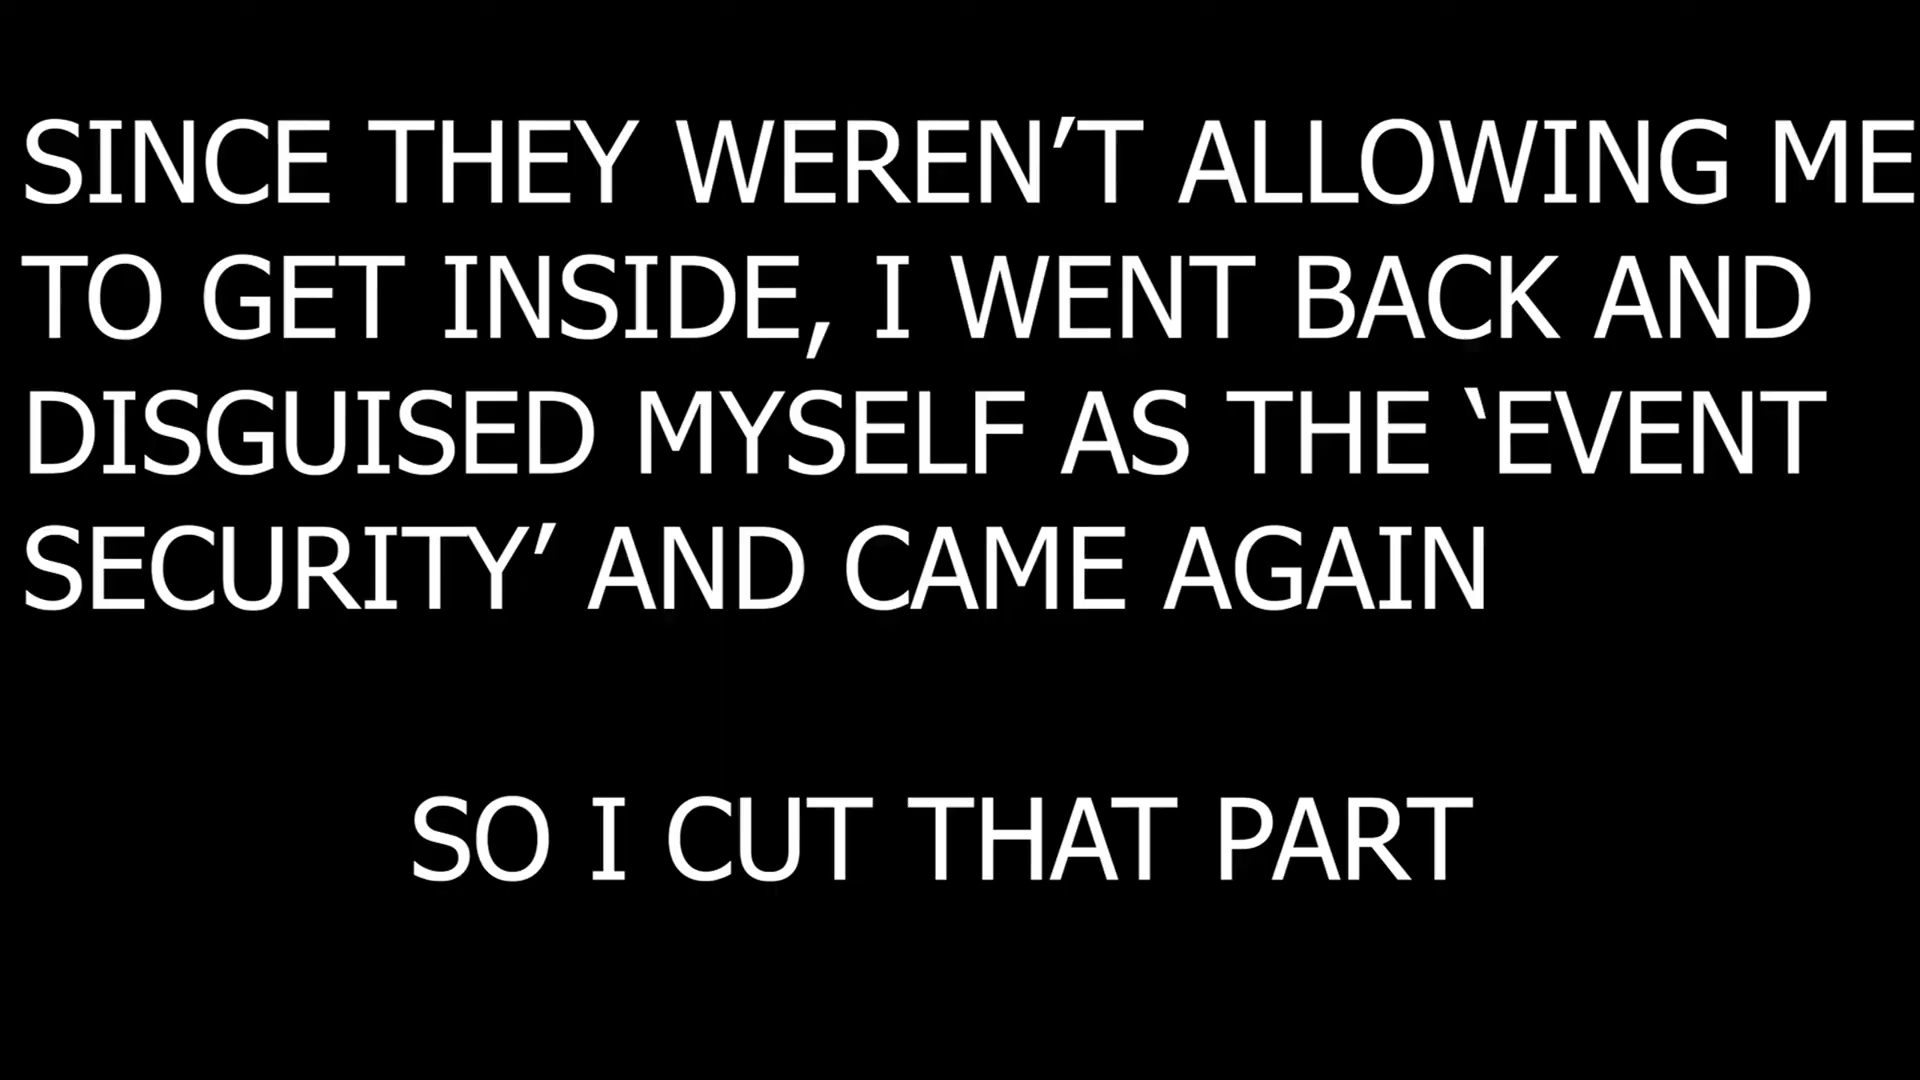 SINCE THEY WEREN’T ALLOWING ME
TO GET INSIDE, I WENT BACK AND
DISGUISED MYSELF AS THE ‘EVENT
SECURITY’ AND CAME AGAIN
SO I CUT THAT PART